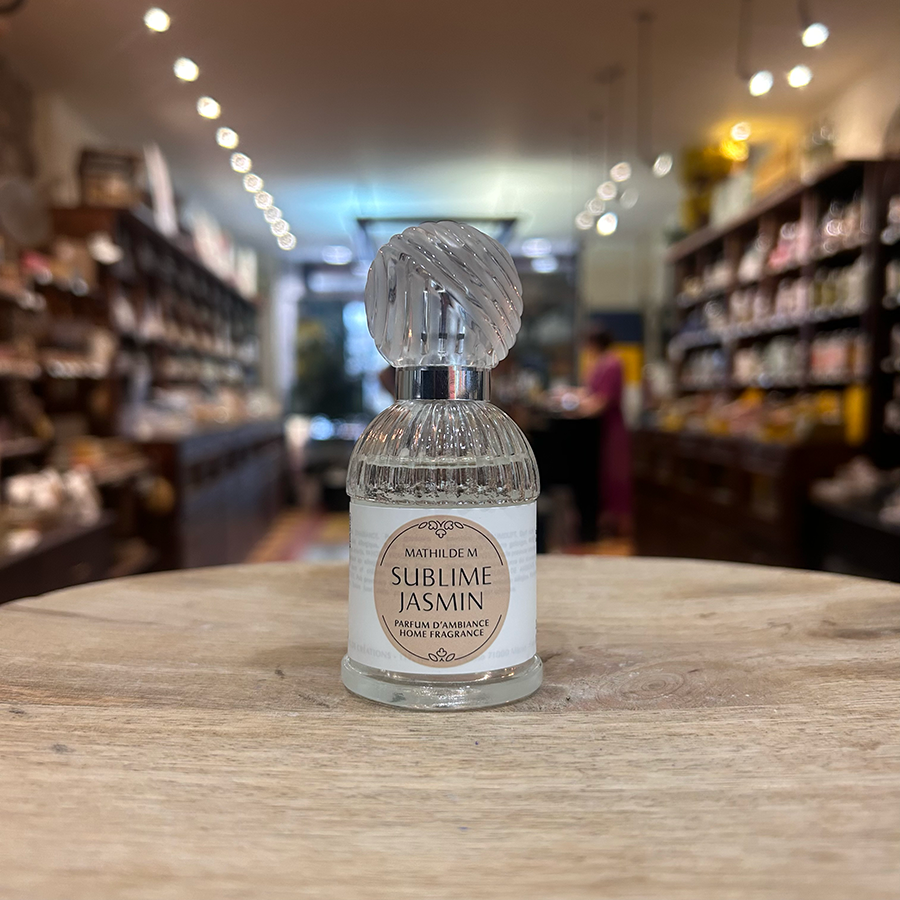 MATHILDE M
SUBLIME
JASMIN
PARFUM D'AMBIANCE
HOME FRAGRANCE